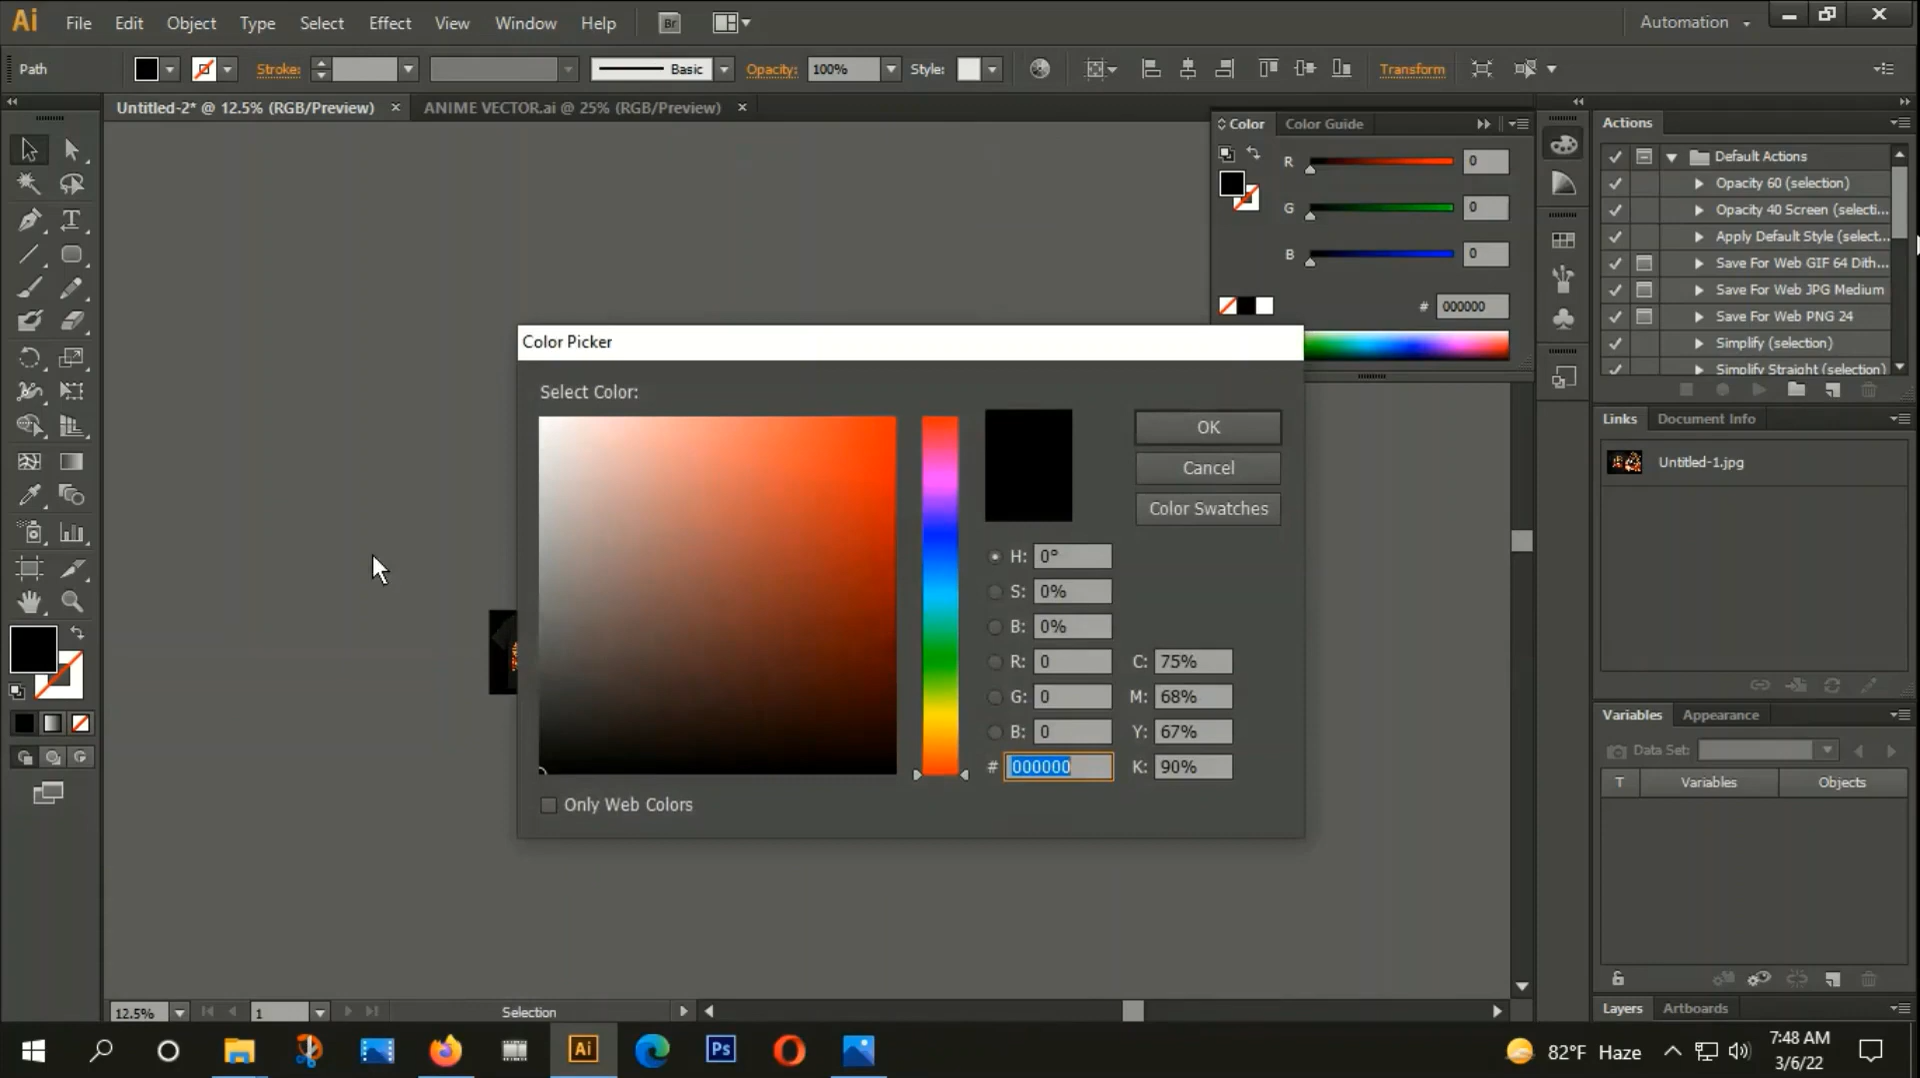 Ai File Edit Object Type Select Effect View Window Help Br Automation
Path Stroke: Basic Opacity: 100% Style: Transform
Untitled-2* @ 12.5% (RGB/Preview) × ANIME VECTOR.ai @ 25% (RGB/Preview) ×
Color Color Guide
R 0
G 0
B 0
# 000000
Actions
Default Actions
Opacity 60 (selection)
Opacity 40 Screen (selecti...
Apply Default Style (select...
Save For Web GIF 64 Dith...
Save For Web JPG Medium
Save For Web PNG 24
Simplify (selection)
Simplify Straight (selection)
Color Picker
Select Color:
OK
Cancel
Color Swatches
H: 0°
S: 0%
B: 0%
R: 0 C: 75%
G: 0 M: 68%
B: 0 Y: 67%
# 000000 K: 90%
Only Web Colors
Links Document Info
Untitled-1.jpg
Variables Appearance
Data Set:
T Variables Objects
Layers Artboards
12.5% 1 Selection
Ai Ps 82°F Haze 7:48 AM
3/6/22